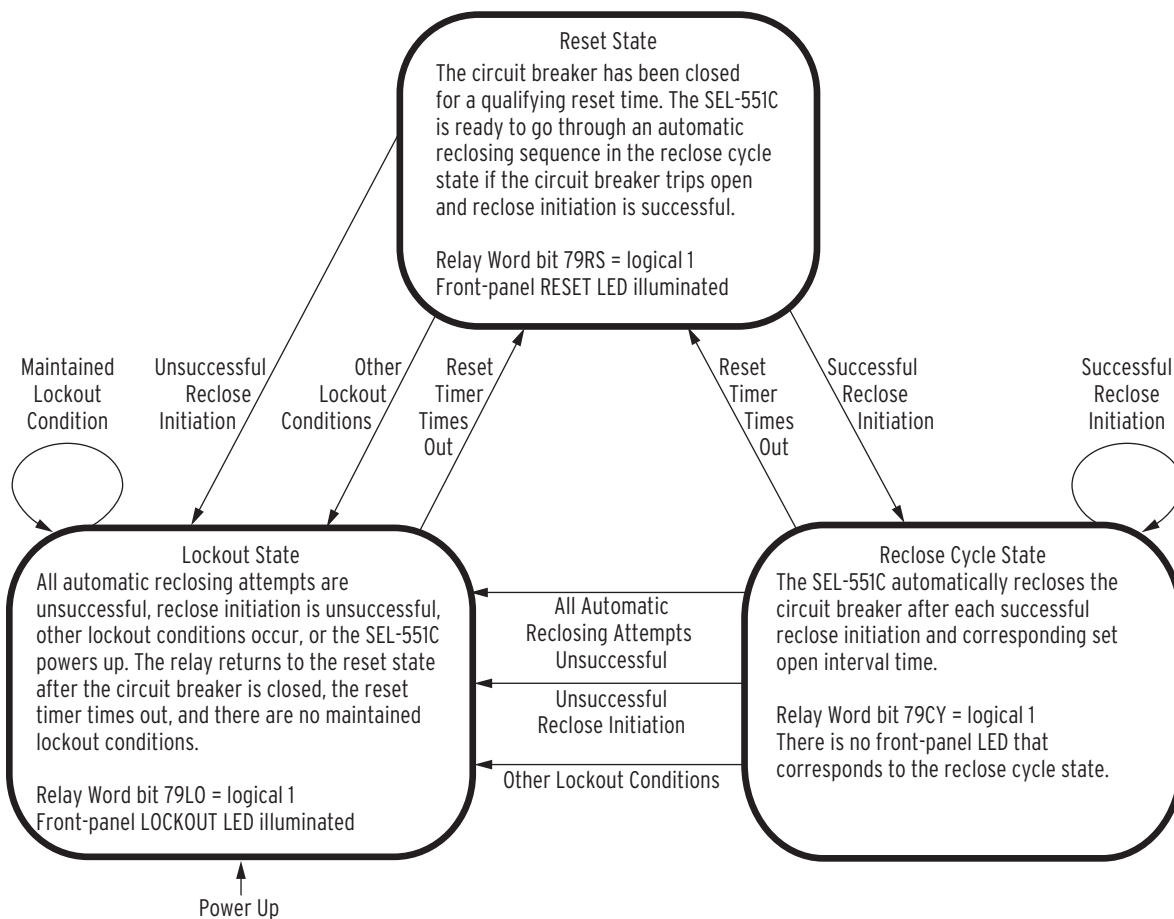 Reset State
The circuit breaker has been closed
for a qualifying reset time. The SEL-551C
is ready to go through an automatic
reclosing sequence in the reclose cycle
state if the circuit breaker trips open
and reclose initiation is successful.
Relay Word bit 79RS = logical 1
Front-panel RESET LED illuminated
Maintained
Lockout
Condition
Unsuccessful
Reclose
Initiation
Other
Lockout
Conditions
Reset
Timer
Times
Out
Reset
Timer
Times
Out
Successful
Reclose
Initiation
Successful
Reclose
Initiation
Lockout State
All automatic reclosing attempts are
unsuccessful, reclose initiation is unsuccessful,
other lockout conditions occur, or the SEL-551C
powers up. The relay returns to the reset state
after the circuit breaker is closed, the reset
timer times out, and there are no maintained
lockout conditions.
Relay Word bit 79LO = logical 1
Front-panel LOCKOUT LED illuminated
All Automatic
Reclosing Attempts
Unsuccessful
Unsuccessful
Reclose Initiation
Other Lockout Conditions
Reclose Cycle State
The SEL-551C automatically recloses the
circuit breaker after each successful
reclose initiation and corresponding set
open interval time.
Relay Word bit 79CY = logical 1
There is no front-panel LED that
corresponds to the reclose cycle state.
Power Up